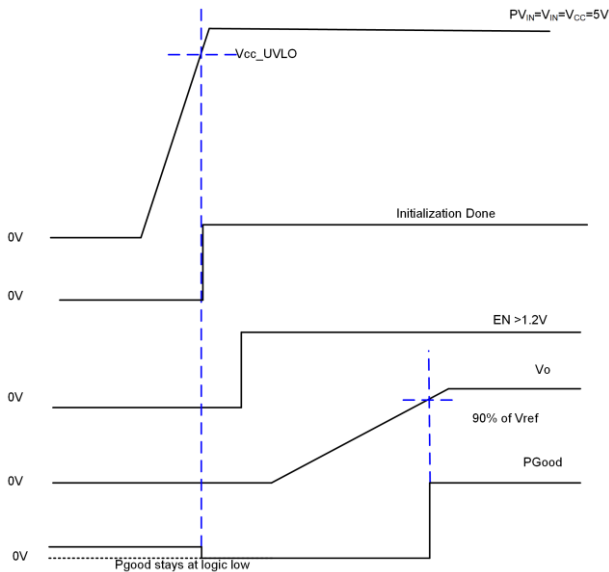 PVIN=VIN=VCC=5V
Vcc_UVLO
Initialization Done
0V
0V
EN >1.2V
Vo
0V
90% of Vref
PGood
0V
0V
Pgood stays at logic low